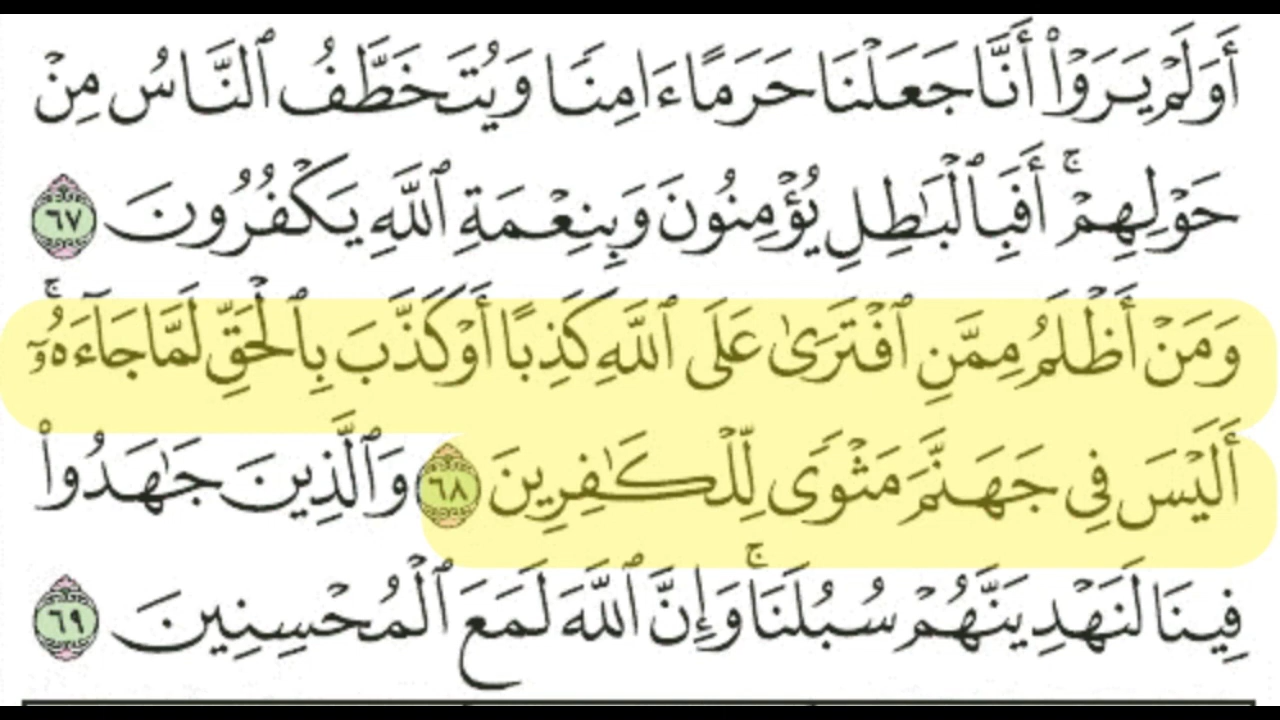 أَوَلَمْ يَرَوْا۟ أَنَّا جَعَلْنَا حَرَمًا ءَامِنًا وَيُتَخَطَّفُ ٱلنَّاسُ مِنْ
حَوْلِهِمْ ۚ أَفَبِٱلْبَـٰطِلِ يُؤْمِنُونَ وَبِنِعْمَةِ ٱللَّهِ يَكْفُرُونَ ٦٧
وَمَنْ أَظْلَمُ مِمَّنِ ٱفْتَرَىٰ عَلَى ٱللَّهِ كَذِبًا أَوْ كَذَّبَ بِٱلْحَقِّ لَمَّا جَآءَهُۥٓ ۚ
أَلَيْسَ فِى جَهَنَّمَ مَثْوًى لِّلْكَـٰفِرِينَ ٦٨ وَٱلَّذِينَ جَـٰهَدُوا۟
فِينَا لَنَهْدِيَنَّهُمْ سُبُلَنَا ۚ وَإِنَّ ٱللَّهَ لَمَعَ ٱلْمُحْسِنِينَ ٦٩